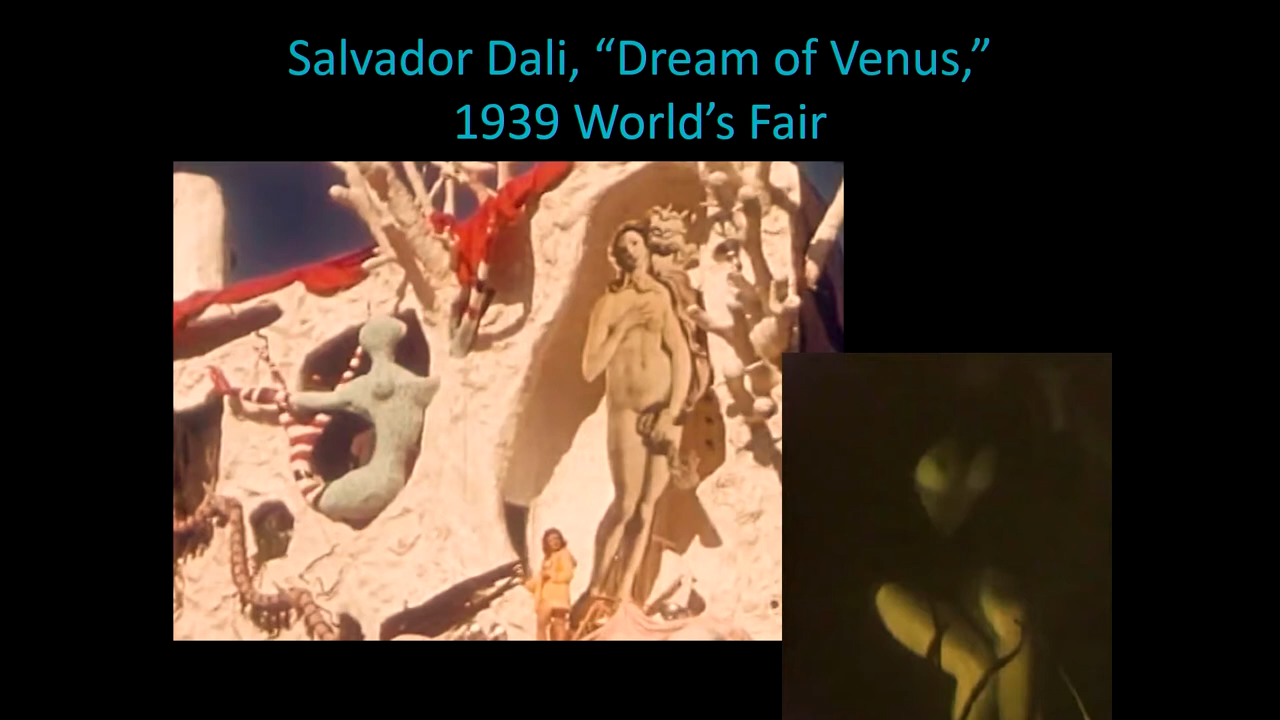 Salvador Dali, “Dream of Venus,”
1939 World’s Fair